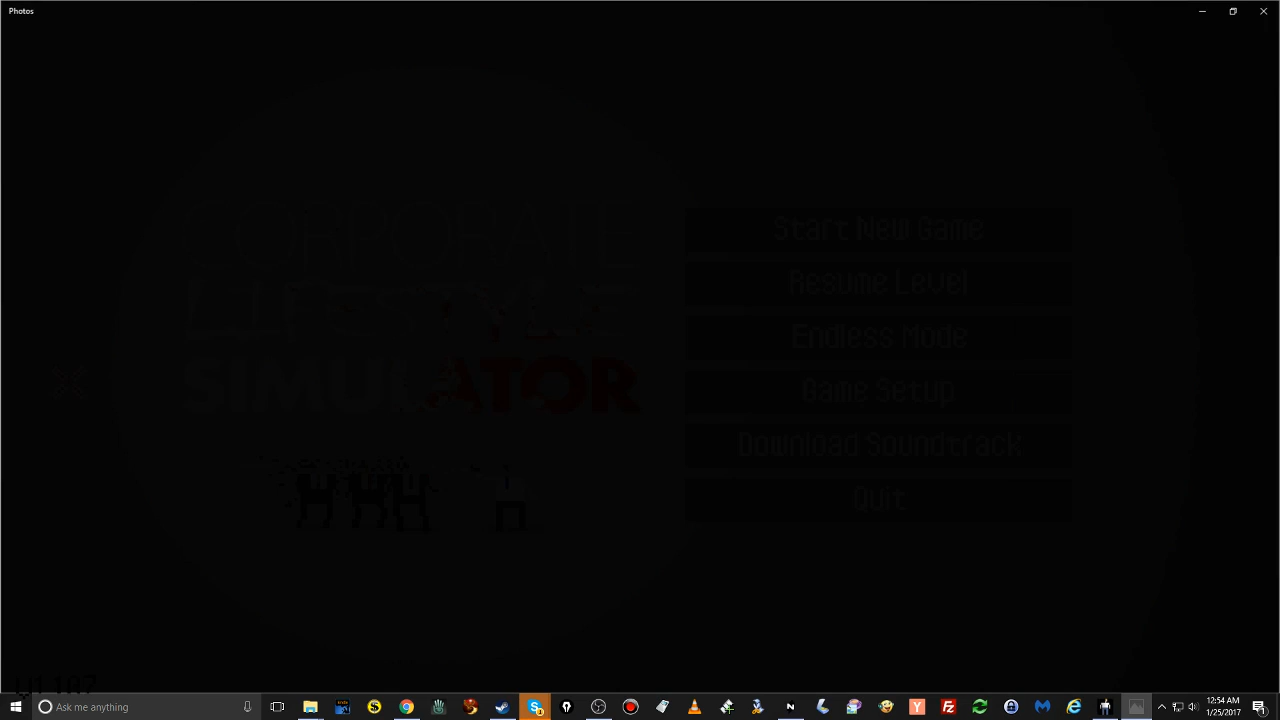 Photos
CORPORATE
LIFESTYLE
SIMULATOR
Start New Game
Resume Level
Endless Mode
Game Setup
Download Soundtrack
Quit
Ask me anything
12:54 AM
1/25/2017